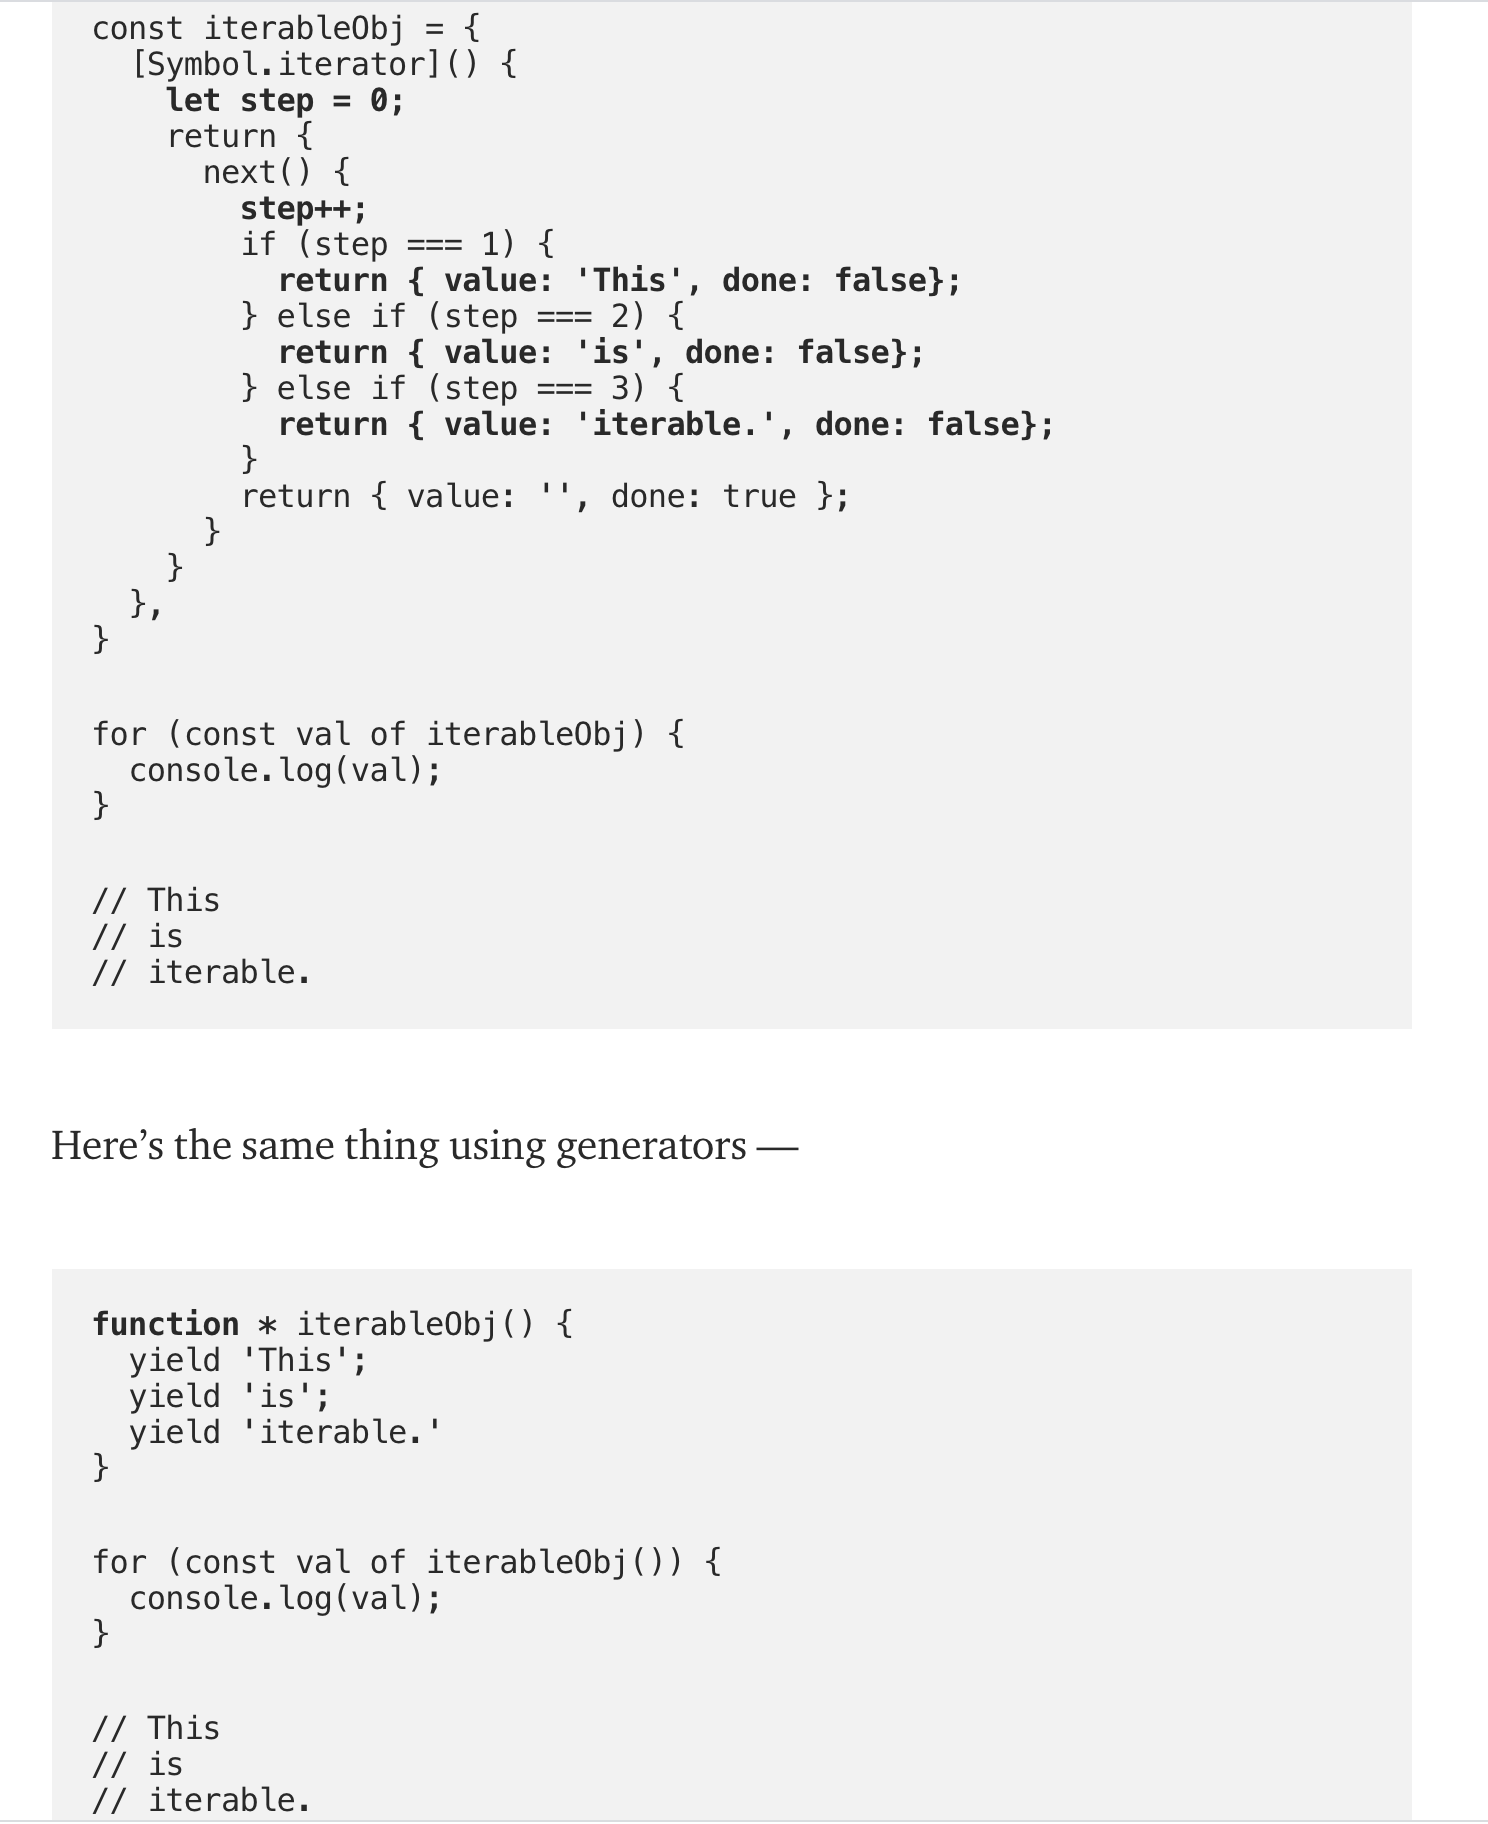 const iterableObj = {
  [Symbol.iterator]() {
    let step = 0;
    return {
      next() {
        step++;
        if (step === 1) {
          return { value: 'This', done: false};
        } else if (step === 2) {
          return { value: 'is', done: false};
        } else if (step === 3) {
          return { value: 'iterable.', done: false};
        }
        return { value: '', done: true };
      }
    }
  },
}
for (const val of iterableObj) {
  console.log(val);
}
// This
// is
// iterable.
Here’s the same thing using generators —
function * iterableObj() {
  yield 'This';
  yield 'is';
  yield 'iterable.'
}
for (const val of iterableObj()) {
  console.log(val);
}
// This
// is
// iterable.